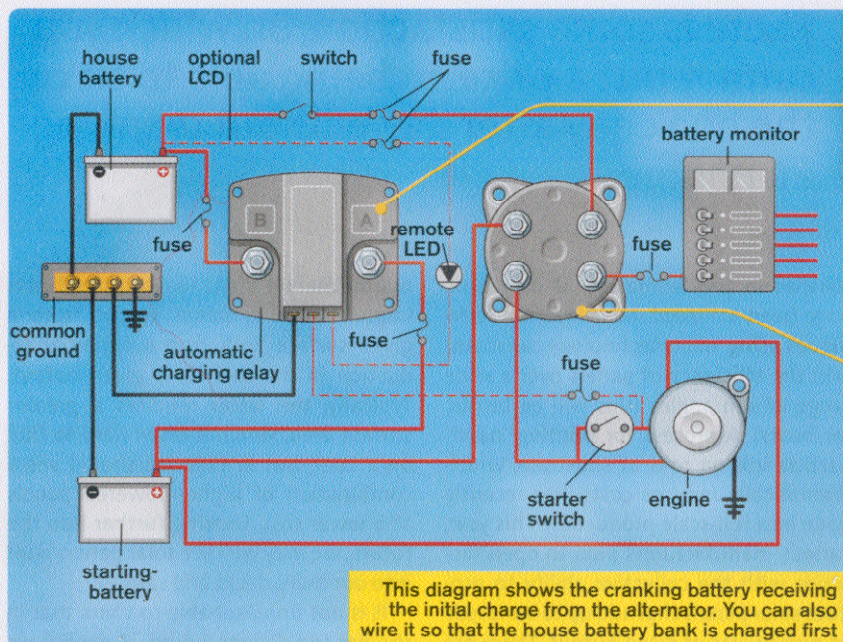 house
battery
optional
LCD
switch
fuse
battery monitor
B
A
remote
LED
fuse
fuse
common
ground
fuse
automatic
charging relay
fuse
starter
switch
engine
starting-
battery
This diagram shows the cranking battery receiving
the initial charge from the alternator. You can also
wire it so that the house battery bank is charged first